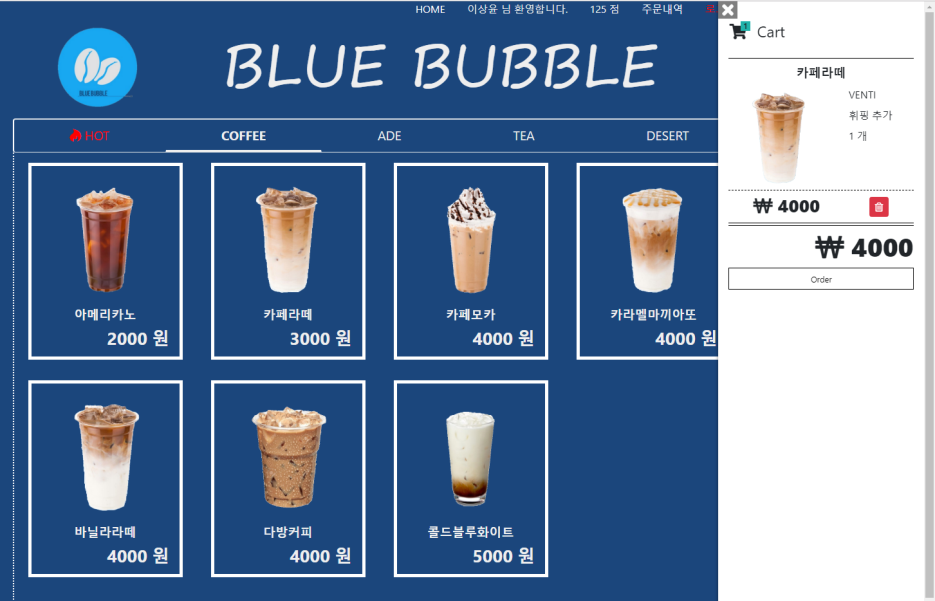 HOME 이상윤 님 환영합니다. 125 점 주문내역
BLUE BUBBLE
BLUE BUBBLE
HOT COFFEE ADE TEA DESERT
아메리카노
2000 원
카페라떼
3000 원
카페모카
4000 원
카라멜마끼아또
4000 원
바닐라라떼
4000 원
다방커피
4000 원
콜드블루화이트
5000 원
1
Cart
카페라떼
VENTI
휘핑 추가
1 개
₩ 4000
₩ 4000
Order